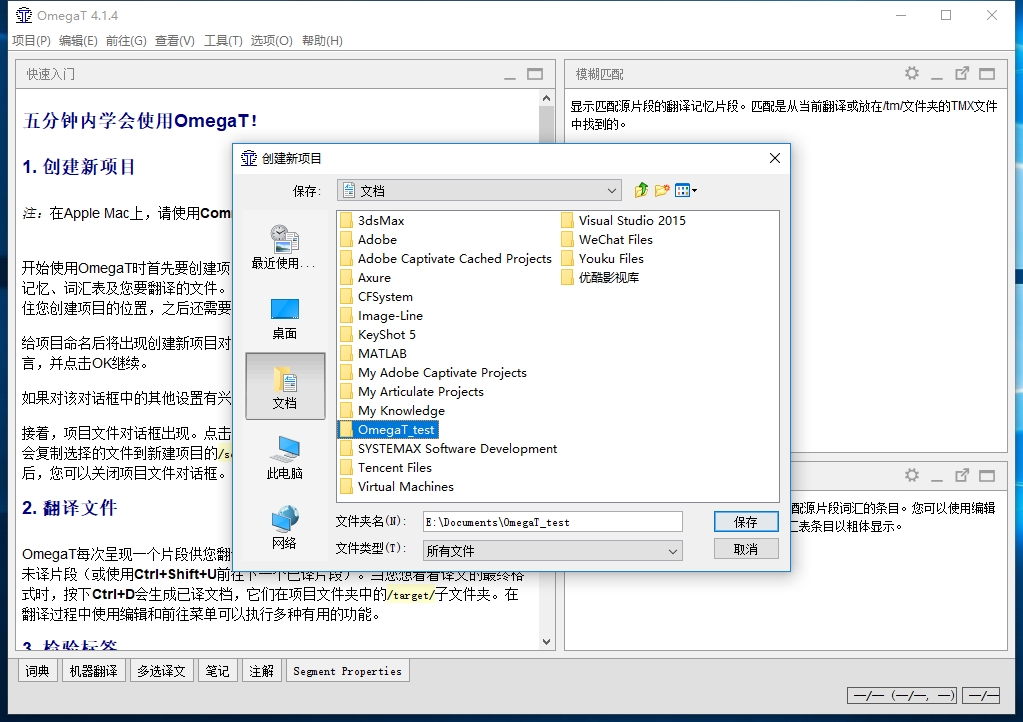 OmegaT 4.1.4
项目(P) 编辑(E) 前往(G) 查看(V) 工具(T) 选项(O) 帮助(H)
快速入门
五分钟内学会使用OmegaT!
1. 创建新项目
注：在Apple Mac上，请使用Com
开始使用OmegaT时首先要创建项
记忆、词汇表及您要翻译的文件。
住您创建项目的位置，之后还需要
给项目命名后将出现创建新项目对
言，并点击OK继续。
如果对该对话框中的其他设置有兴
接着，项目文件对话框出现。点击
会复制选择的文件到新建项目的/s
后，您可以关闭项目文件对话框。
2. 翻译文件
OmegaT每次呈现一个片段供您翻
未译片段（或使用Ctrl+Shift+U前往下一个已译片段）。当您想看看译文的最终格
式时，按下Ctrl+D会生成已译文档，它们在项目文件夹中的/target/子文件夹。在
翻译过程中使用编辑和前往菜单可以执行多种有用的功能。
3. 检验标签
模糊匹配
显示匹配源片段的翻译记忆片段。匹配是从当前翻译或放在/tm/文件夹的TMX文件
中找到的。
配源片段词汇的条目。您可以使用编辑
汇表条目以粗体显示。
创建新项目
保存:
文档
最近使用...
桌面
文档
此电脑
网络
3dsMax
Adobe
Adobe Captivate Cached Projects
Axure
CFSystem
Image-Line
KeyShot 5
MATLAB
My Adobe Captivate Projects
My Articulate Projects
My Knowledge
OmegaT_test
SYSTEMAX Software Development
Tencent Files
Virtual Machines
Visual Studio 2015
WeChat Files
Youku Files
优酷影视库
文件夹名(N): E:\Documents\OmegaT_test
保存
文件类型(T): 所有文件
取消
词典 机器翻译 多选译文 笔记 注解 Segment Properties
—/— (—/—, —) —/—